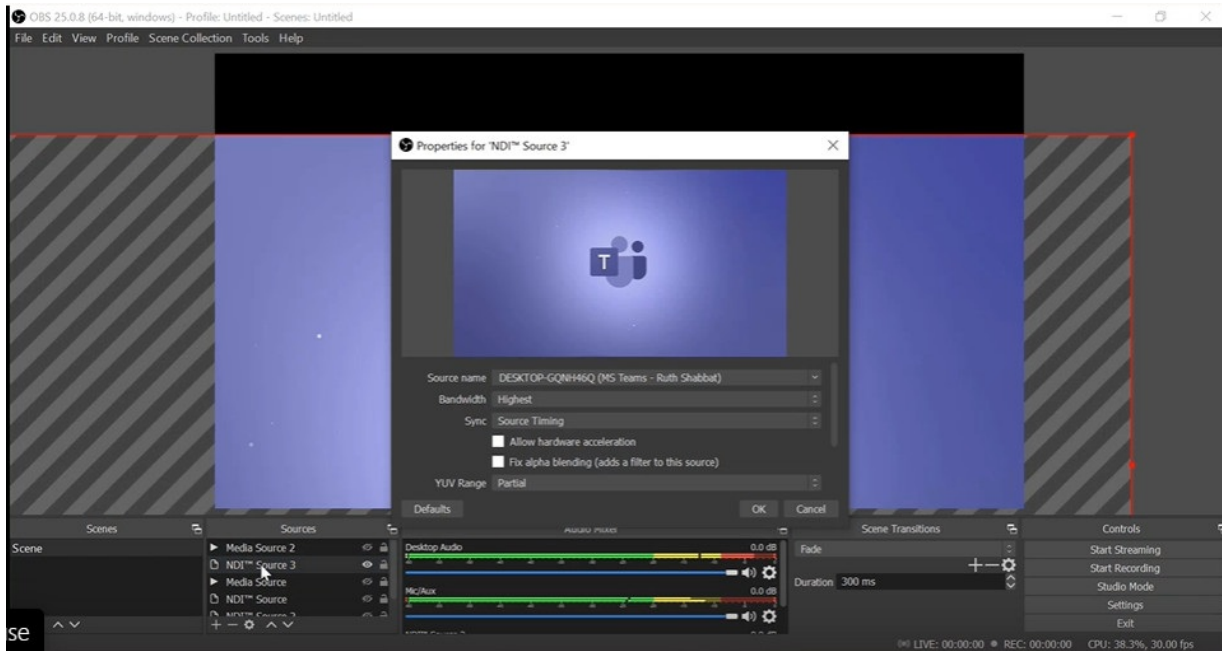 OBS 25.0.8 (64-bit, windows) - Profile: Untitled - Scenes: Untitled
File Edit View Profile Scene Collection Tools Help
Properties for 'NDI™ Source 3'
T
Source name DESKTOP-GQNH46Q (MS Teams - Ruth Shabbat)
Bandwidth Highest
Sync Source Timing
Allow hardware acceleration
Fix alpha blending (adds a filter to this source)
YUV Range Partial
Defaults OK Cancel
Scenes Sources Audio Mixer Scene Transitions Controls
Scene
Media Source 2
NDI™ Source 3
Media Source
NDI™ Source
NDI™ Source 2
Desktop Audio 0.0 dB
Mic/Aux 0.0 dB
Fade
Duration 300 ms
Start Streaming
Start Recording
Studio Mode
Settings
Exit
se
LIVE: 00:00:00 REC: 00:00:00 CPU: 38.3%, 30.00 fps